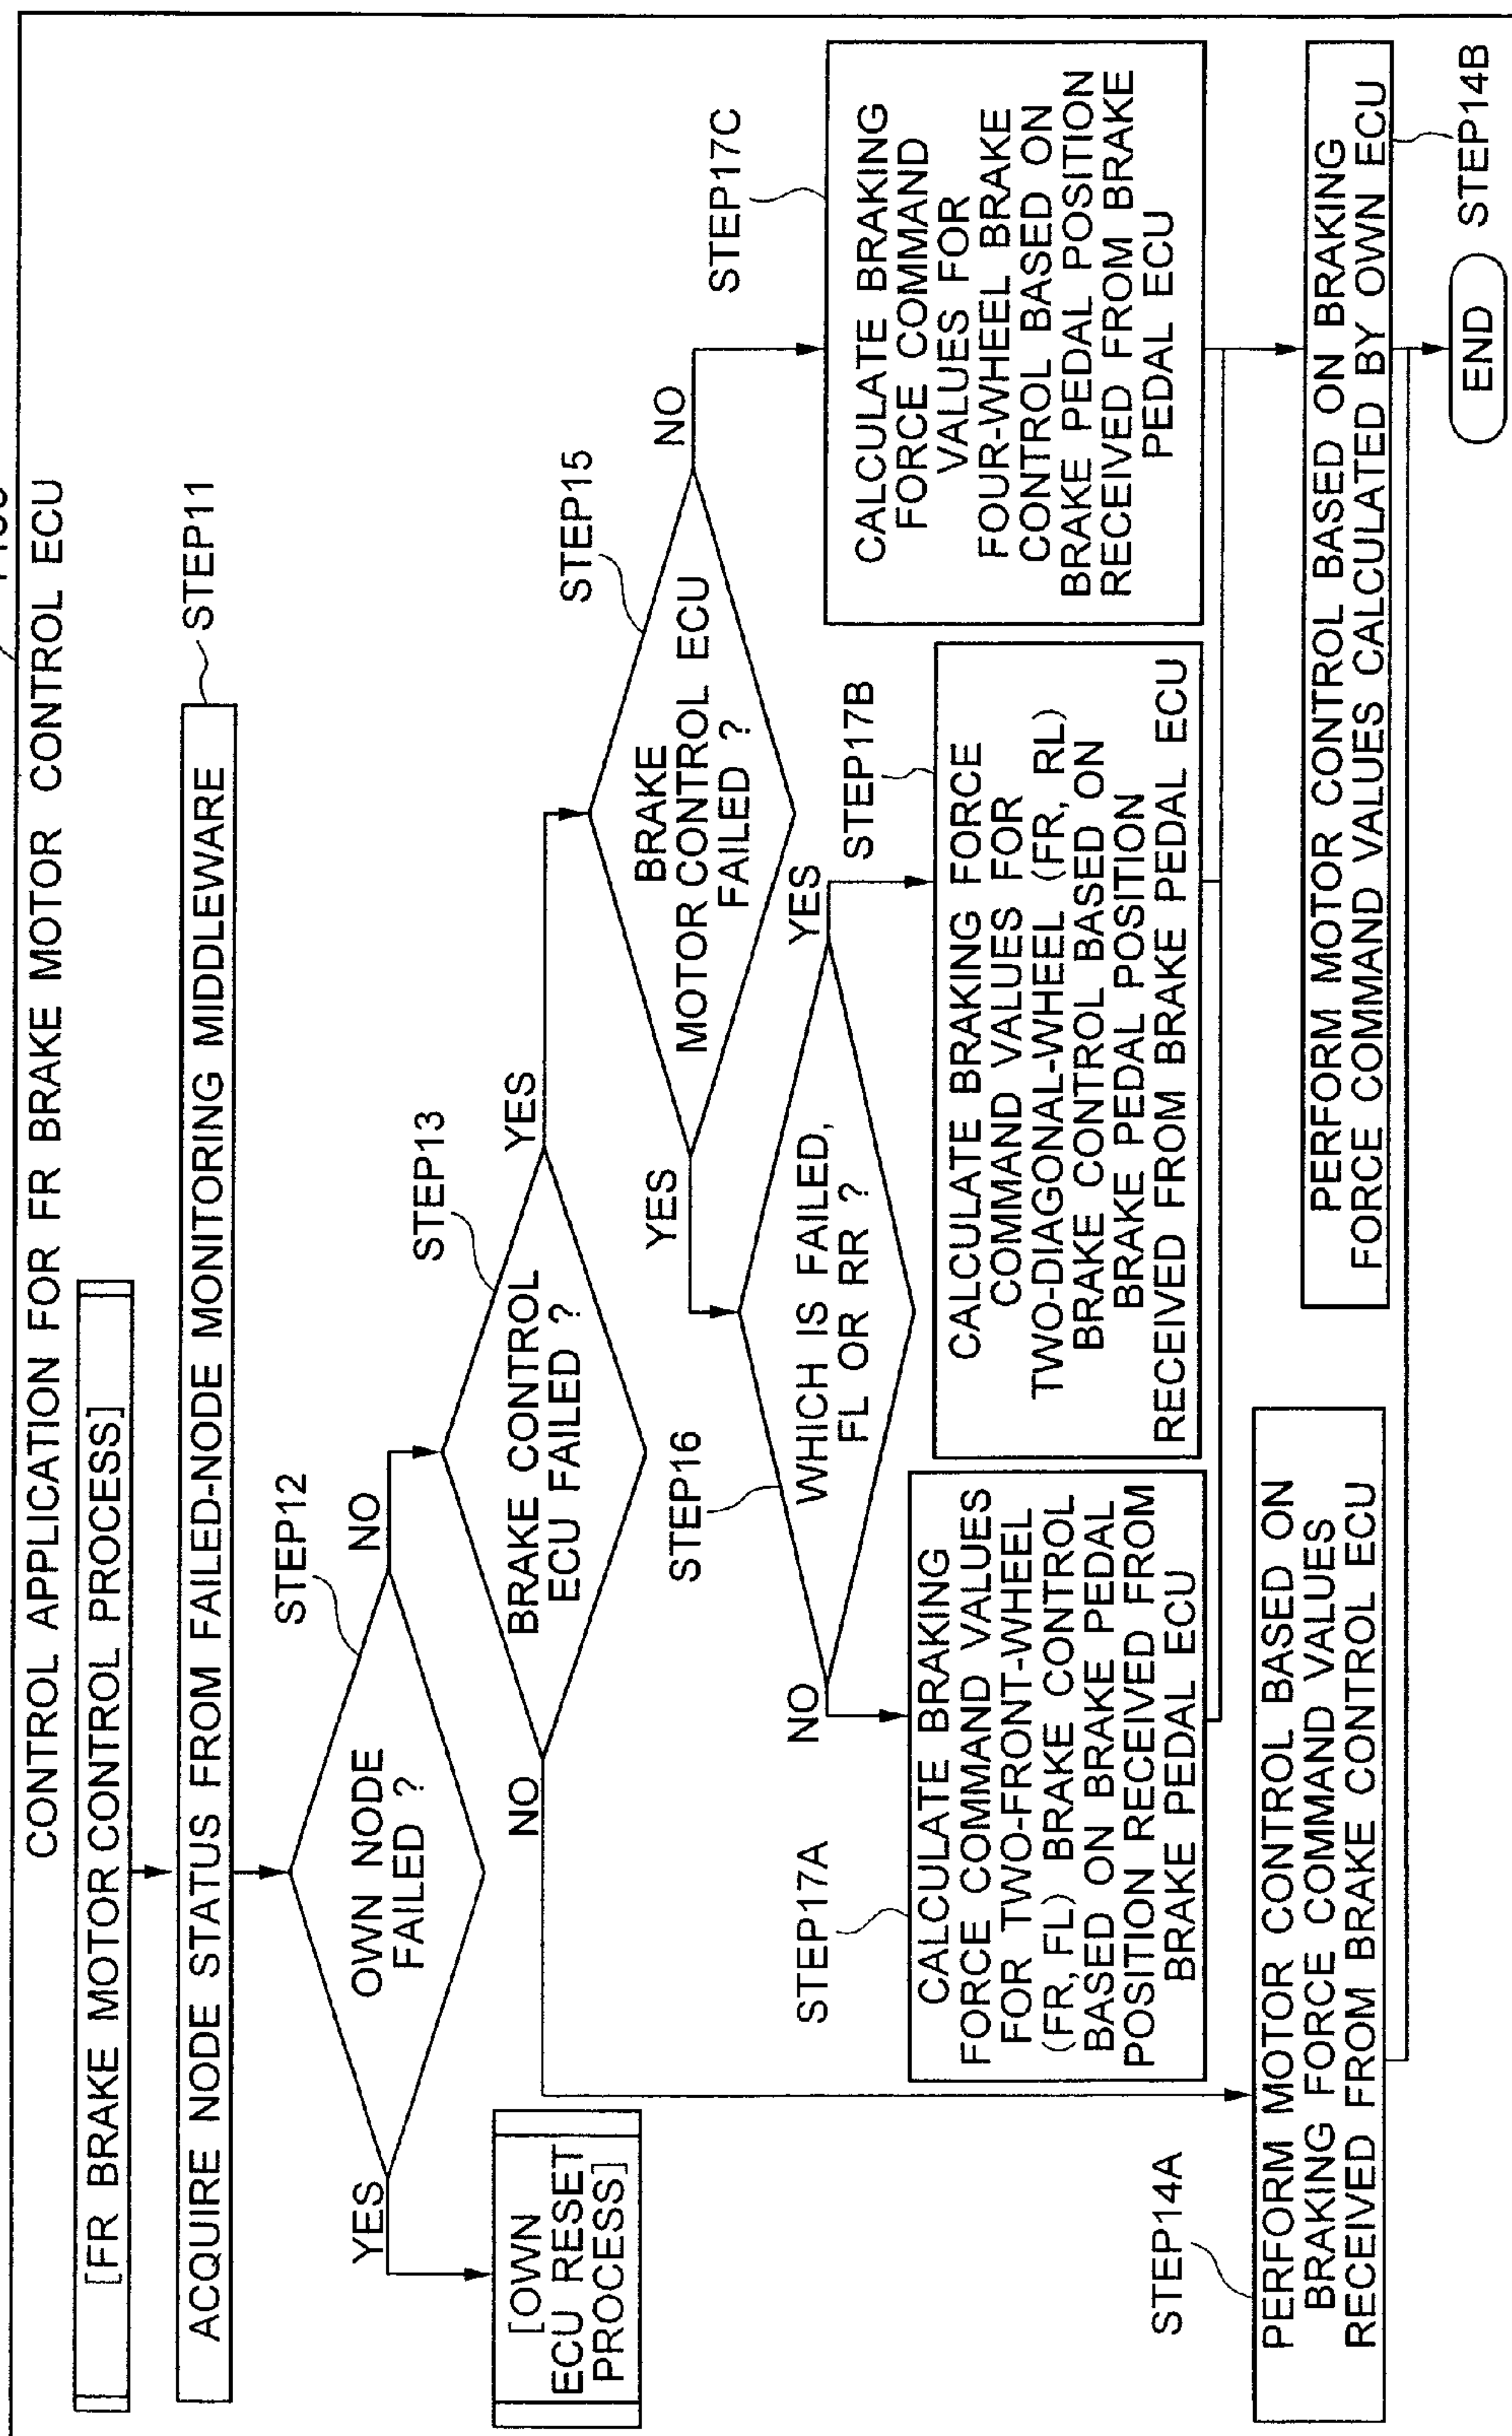 CONTROL APPLICATION FOR FR BRAKE MOTOR CONTROL ECU
[FR BRAKE MOTOR CONTROL PROCESS]
ACQUIRE NODE STATUS FROM FAILED-NODE MONITORING MIDDLEWARE
STEP11
STEP12
OWN NODE
FAILED ?
YES
NO
[OWN
ECU RESET
PROCESS]
STEP13
BRAKE CONTROL
ECU FAILED ?
NO
YES
STEP15
BRAKE
MOTOR CONTROL ECU
FAILED ?
YES
NO
STEP16
WHICH IS FAILED,
FL OR RR ?
NO
YES
STEP17A
CALCULATE BRAKING
FORCE COMMAND VALUES
FOR TWO-FRONT-WHEEL
(FR, FL) BRAKE CONTROL
BASED ON BRAKE PEDAL
POSITION RECEIVED FROM
BRAKE PEDAL ECU
STEP17B
CALCULATE BRAKING FORCE
COMMAND VALUES FOR
TWO-DIAGONAL-WHEEL (FR, RL)
BRAKE CONTROL BASED ON
BRAKE PEDAL POSITION
RECEIVED FROM BRAKE PEDAL ECU
STEP17C
CALCULATE BRAKING
FORCE COMMAND
VALUES FOR
FOUR-WHEEL BRAKE
CONTROL BASED ON
BRAKE PEDAL POSITION
RECEIVED FROM BRAKE
PEDAL ECU
STEP14A
PERFORM MOTOR CONTROL BASED ON
BRAKING FORCE COMMAND VALUES
RECEIVED FROM BRAKE CONTROL ECU
PERFORM MOTOR CONTROL BASED ON BRAKING
FORCE COMMAND VALUES CALCULATED BY OWN ECU
STEP14B
END